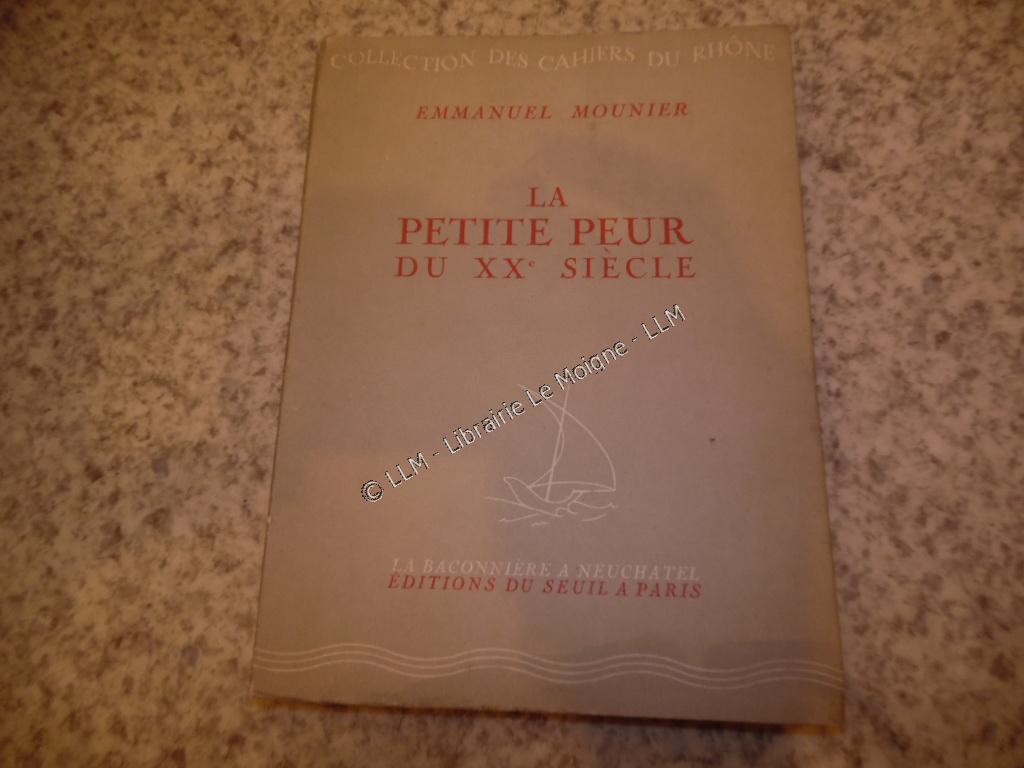 COLLECTION DES CAHIERS DU RHÔNE
EMMANUEL MOUNIER
LA
PETITE PEUR
DU XXe SIÈCLE
© LLM - Librairie Le Moigne - LLM
LA BACONNIÈRE A NEUCHATEL
ÉDITIONS DU SEUIL A PARIS